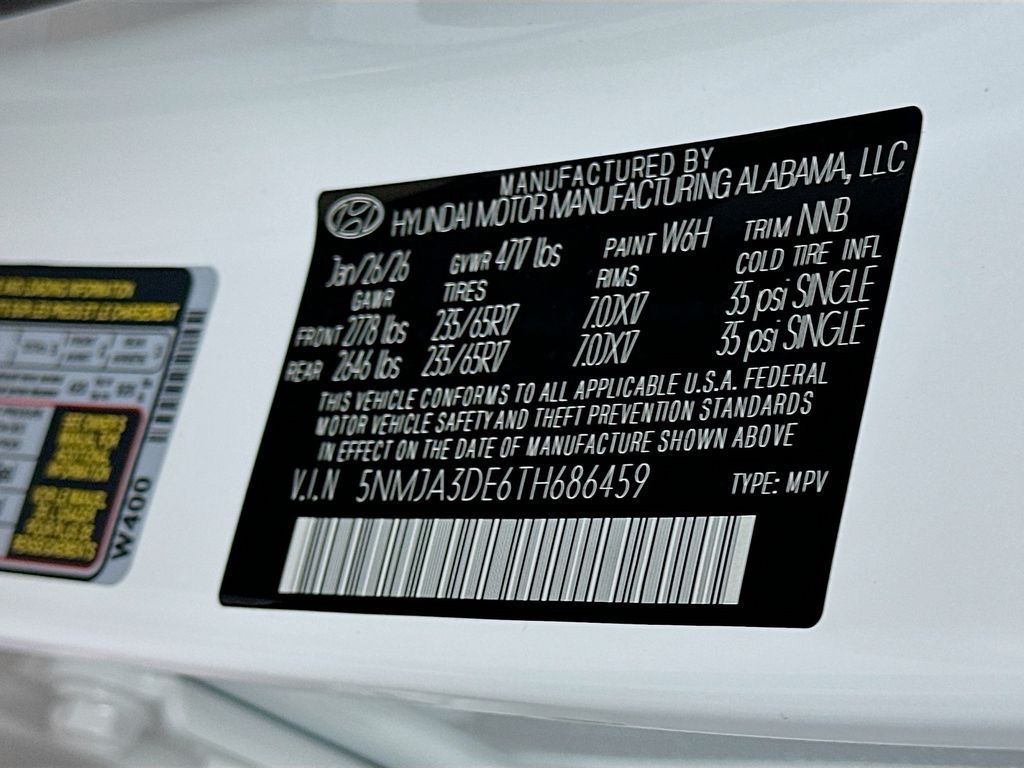 MANUFACTURED BY
HYUNDAI MOTOR MANUFACTURING ALABAMA, LLC
Jan/26/26 GVWR 4717 lbs PAINT W6H TRIM NNB
GAWR TIRES RIMS COLD TIRE INFL
FRONT 2778 lbs 235/65R17 7.0JX17 35 psi SINGLE
REAR 2646 lbs 235/65R17 7.0JX17 35 psi SINGLE
THIS VEHICLE CONFORMS TO ALL APPLICABLE U.S.A. FEDERAL
MOTOR VEHICLE SAFETY AND THEFT PREVENTION STANDARDS
IN EFFECT ON THE DATE OF MANUFACTURE SHOWN ABOVE
V.I.N 5NMJA3DE6TH686459 TYPE: MPV
W400